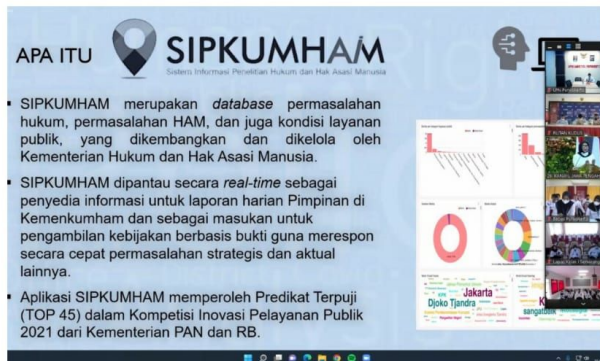 APA ITU
SIPKUMHAM
Sistem Informasi Penelitian Hukum dan Hak Asasi Manusia
▪ SIPKUMHAM merupakan database permasalahan
hukum, permasalahan HAM, dan juga kondisi layanan
publik, yang dikembangkan dan dikelola oleh
Kementerian Hukum dan Hak Asasi Manusia.
▪ SIPKUMHAM dipantau secara real-time sebagai
penyedia informasi untuk laporan harian Pimpinan di
Kemenkumham dan sebagai masukan untuk
pengambilan kebijakan berbasis bukti guna merespon
secara cepat permasalahan strategis dan aktual
lainnya.
▪ Aplikasi SIPKUMHAM memperoleh Predikat Terpuji
(TOP 45) dalam Kompetisi Inovasi Pelayanan Publik
2021 dari Kementerian PAN dan RB.
Jakarta
Djoko Tjandra